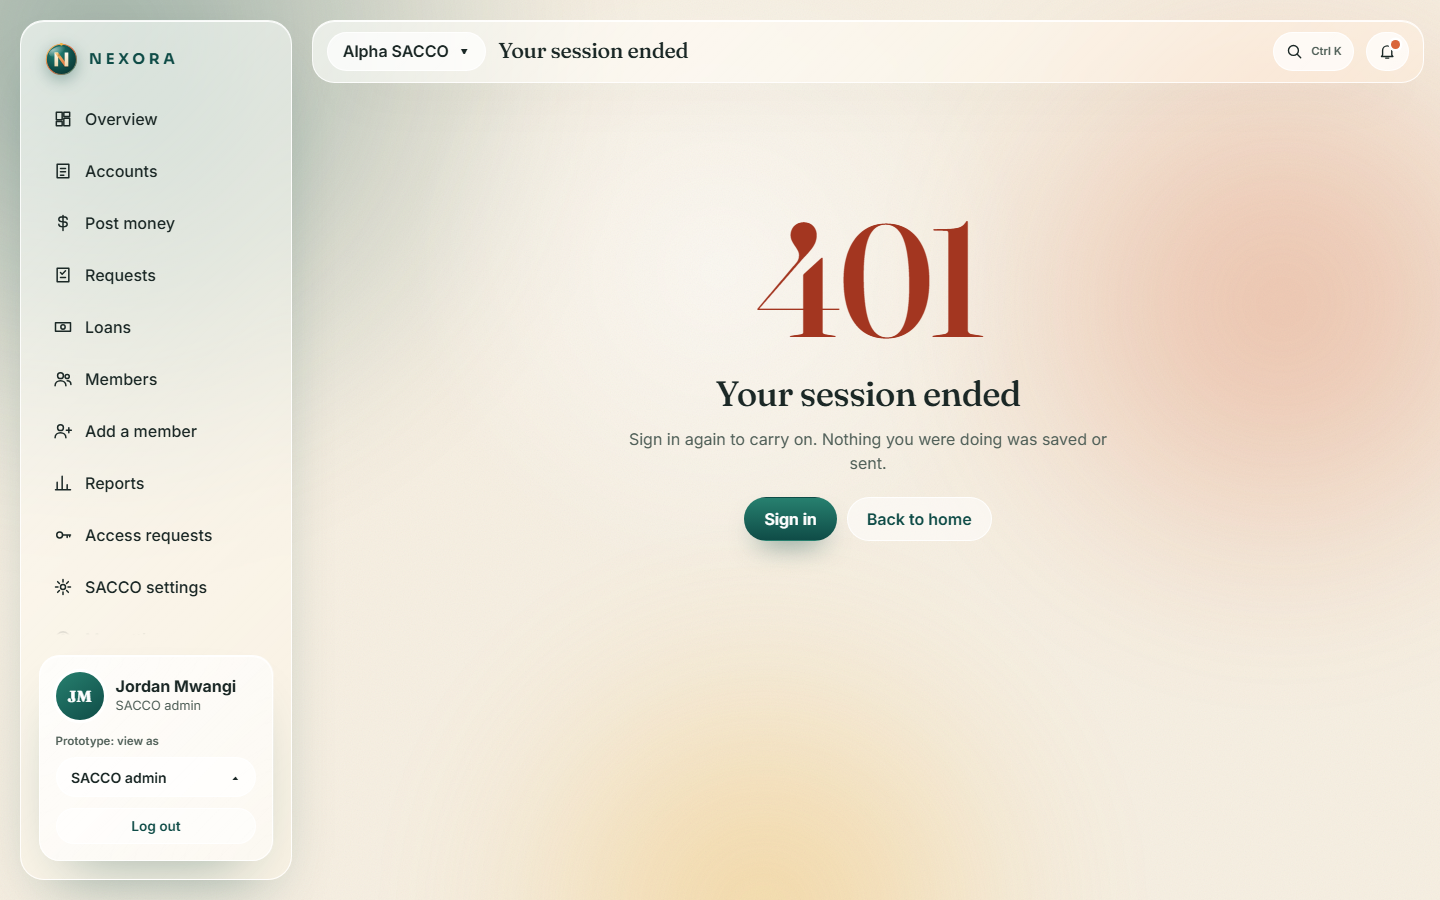 NEXORA
Overview
Accounts
Post money
Requests
Loans
Members
Add a member
Reports
Access requests
SACCO settings
JM
Jordan Mwangi
SACCO admin
Prototype: view as
SACCO admin
Log out
Alpha SACCO
Your session ended
Ctrl K
401
Your session ended
Sign in again to carry on. Nothing you were doing was saved or
sent.
Sign in
Back to home